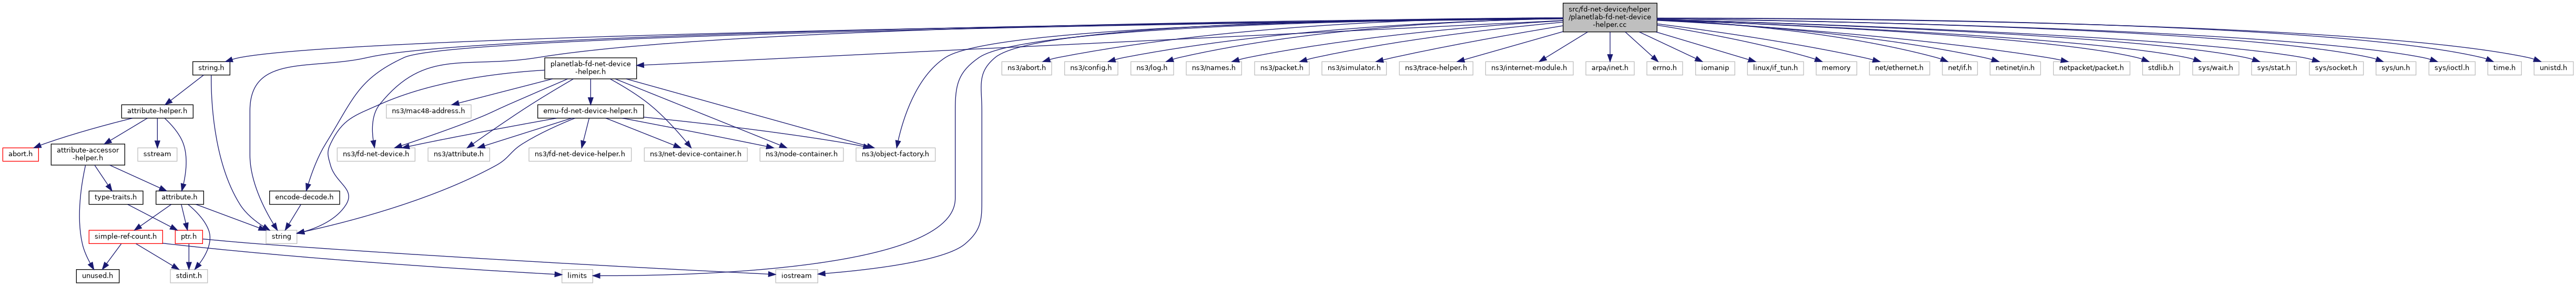 src/fd-net-device/helper
/planetlab-fd-net-device
-helper.cc
string.h
planetlab-fd-net-device
-helper.h
ns3/abort.h
ns3/config.h
ns3/log.h
ns3/names.h
ns3/packet.h
ns3/simulator.h
ns3/trace-helper.h
ns3/internet-module.h
arpa/inet.h
errno.h
iomanip
linux/if_tun.h
memory
net/ethernet.h
net/if.h
netinet/in.h
netpacket/packet.h
stdlib.h
sys/wait.h
sys/stat.h
sys/socket.h
sys/un.h
sys/ioctl.h
time.h
unistd.h
attribute-helper.h
ns3/mac48-address.h
emu-fd-net-device-helper.h
abort.h
attribute-accessor
-helper.h
sstream
ns3/fd-net-device.h
ns3/attribute.h
ns3/fd-net-device-helper.h
ns3/net-device-container.h
ns3/node-container.h
ns3/object-factory.h
type-traits.h
attribute.h
encode-decode.h
simple-ref-count.h
ptr.h
string
unused.h
stdint.h
limits
iostream